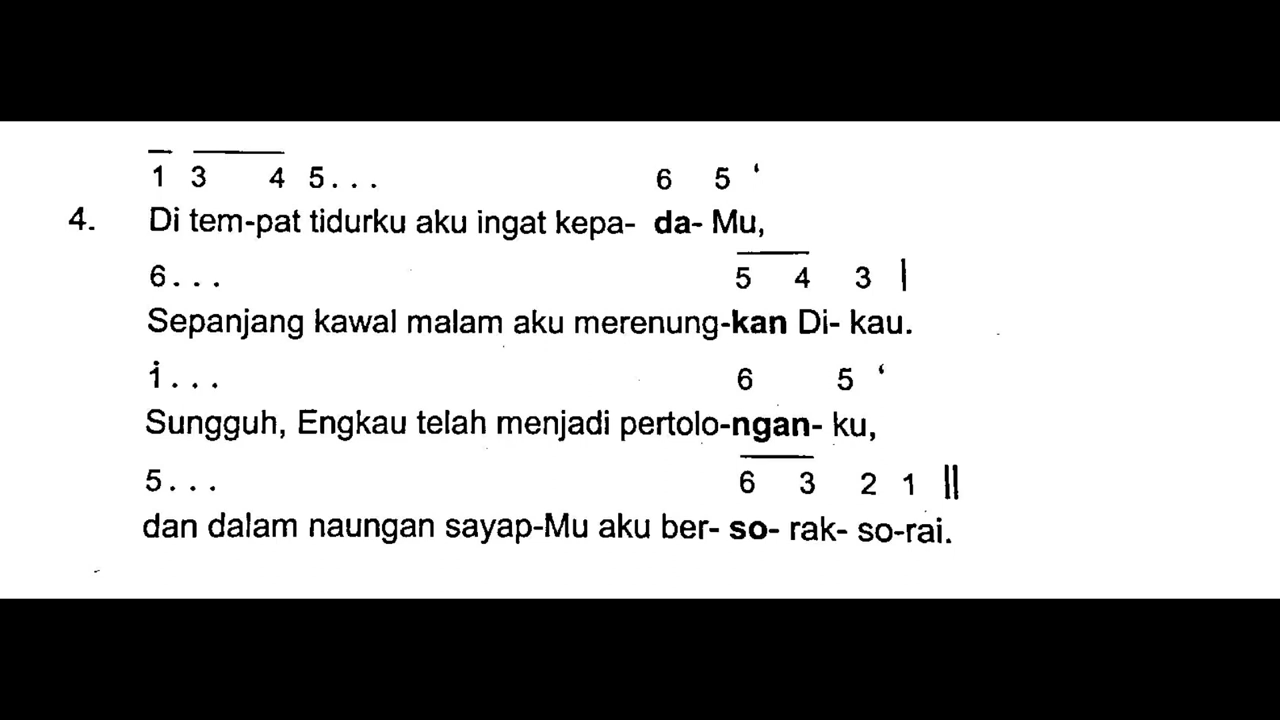 1 3 4 5... 6 5 ‘
4. Di tem-pat tidurku aku ingat kepa- da- Mu,
6... 5 4 3 |
Sepanjang kawal malam aku merenung-kan Di- kau.
i... 6 5 ‘
Sungguh, Engkau telah menjadi pertolo-ngan- ku,
5... 6 3 2 1 ||
dan dalam naungan sayap-Mu aku ber- so- rak- so-rai.